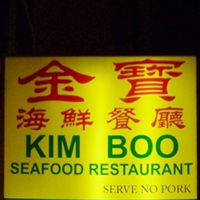 金寶
海鮮餐廳
KIM BOO
SEAFOOD RESTAURANT
SERVE NO PORK